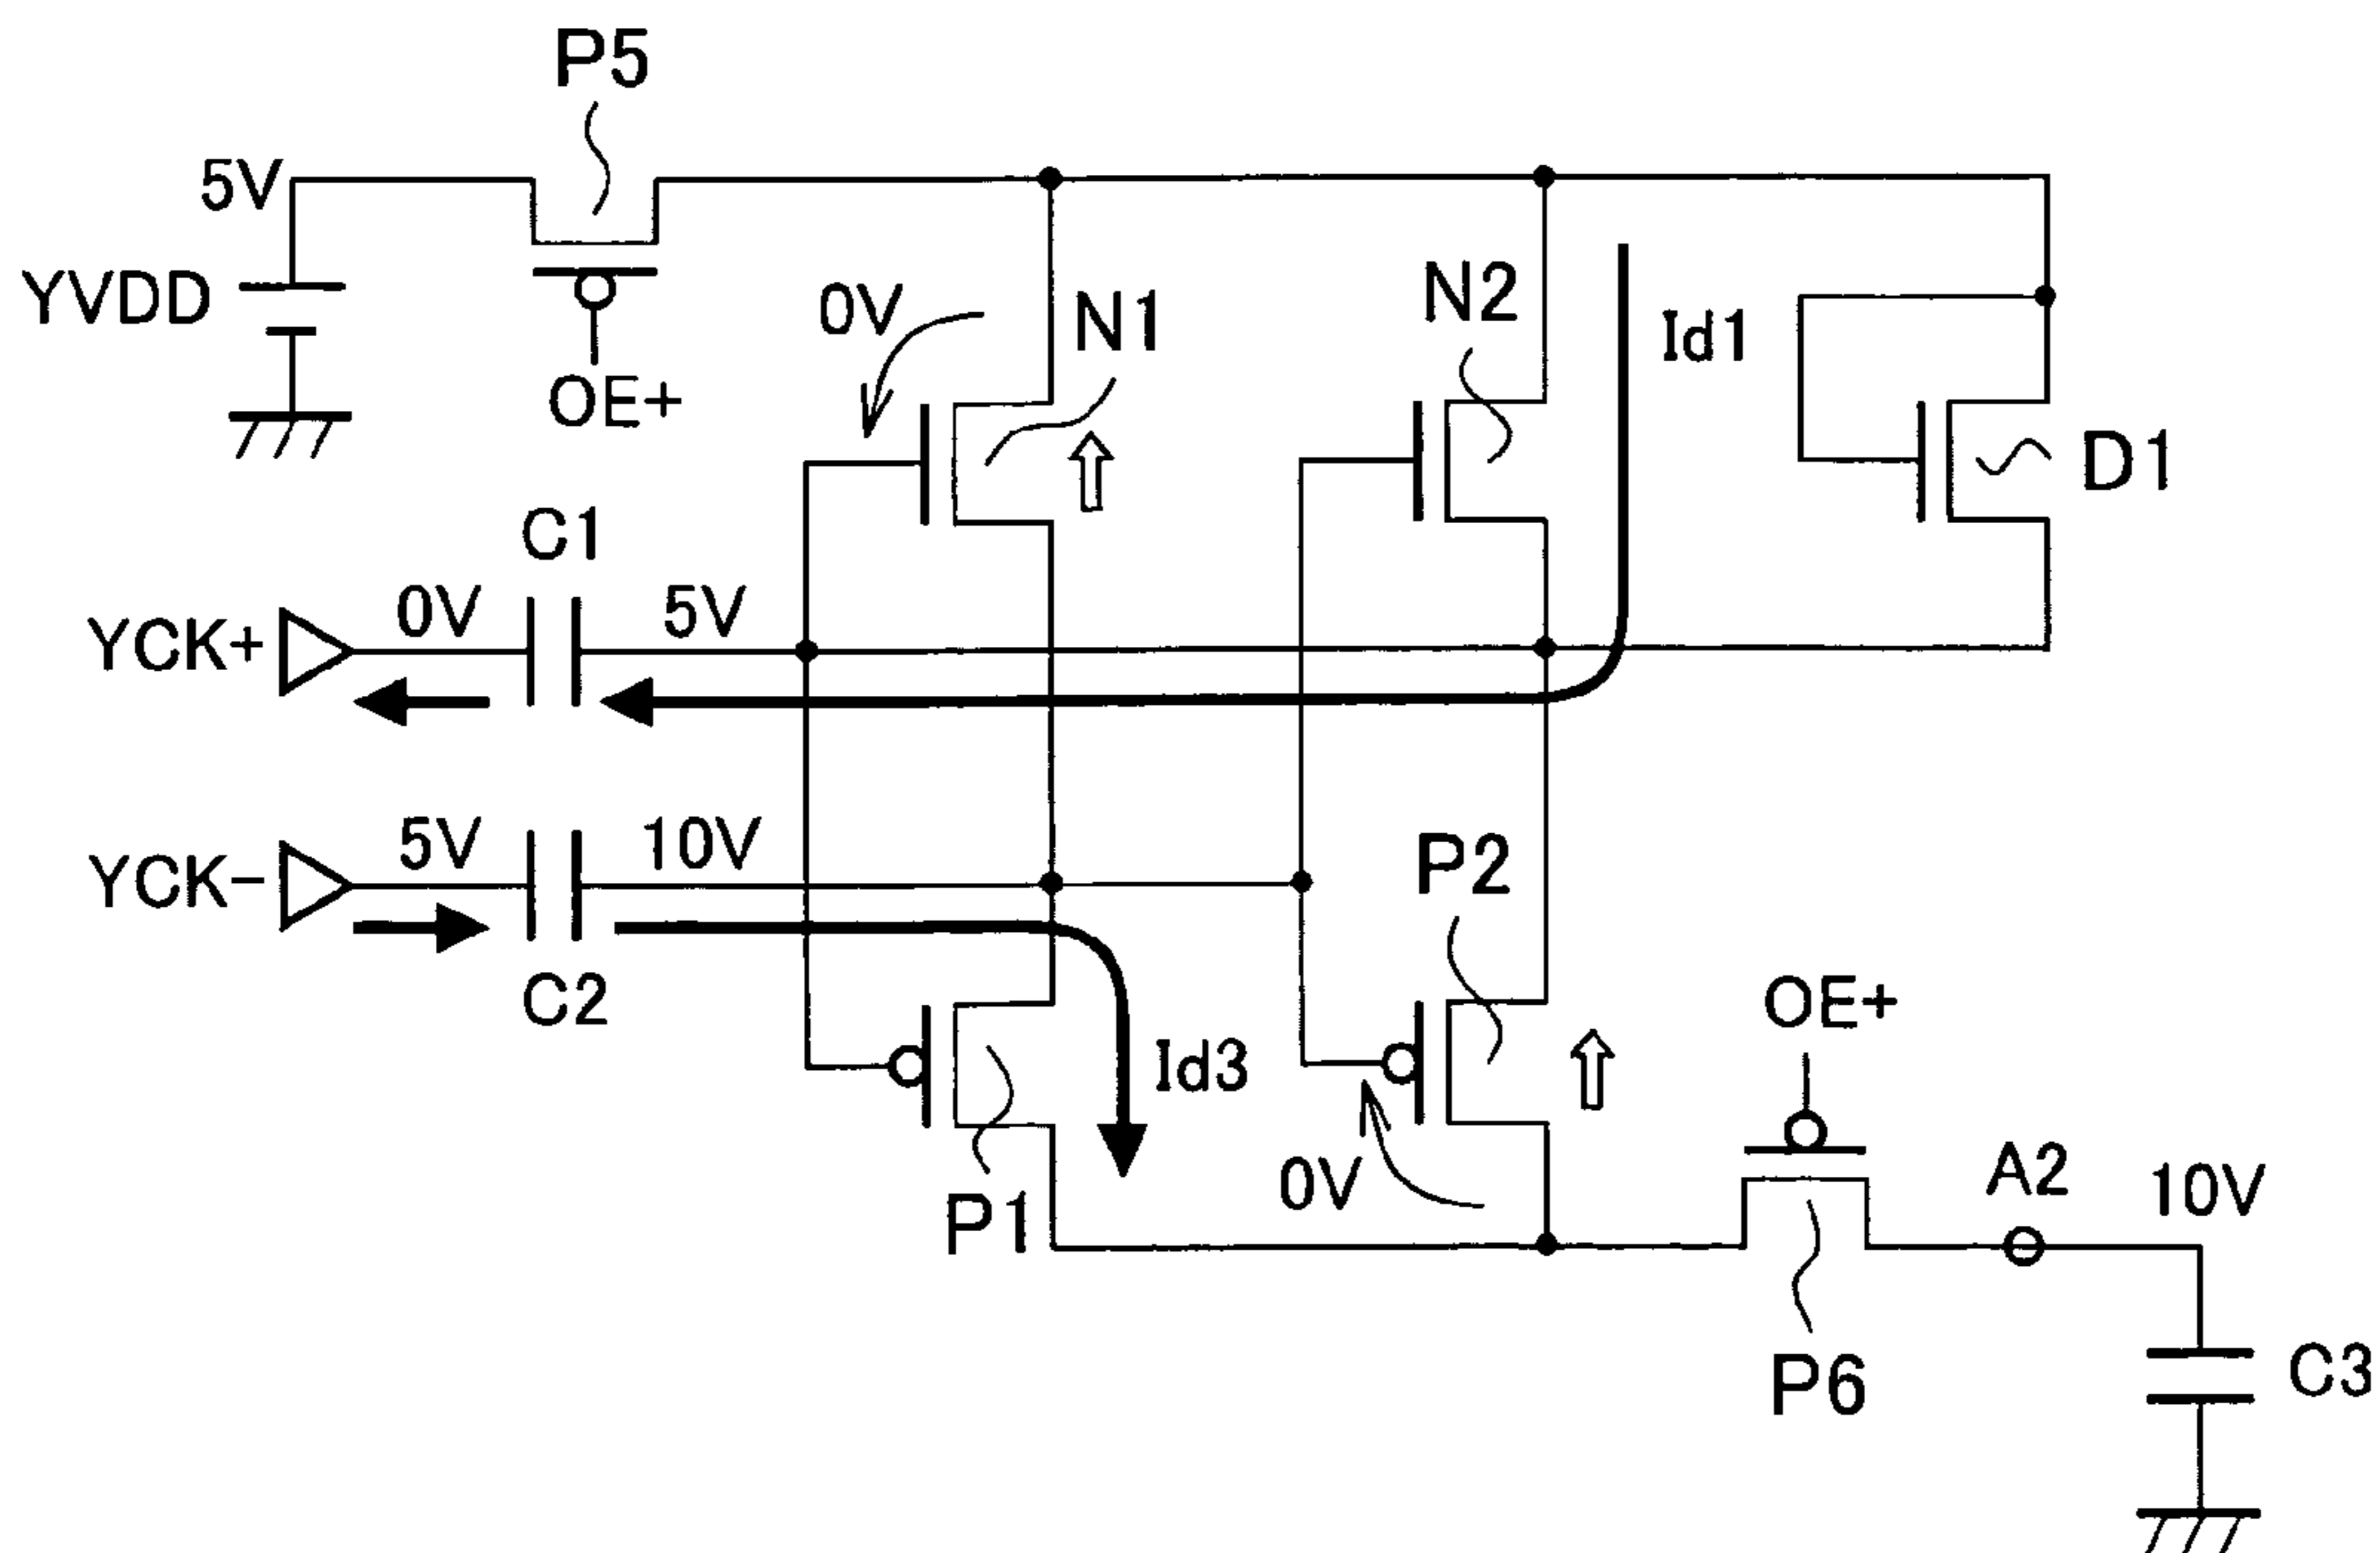 P5
5V
YVDD
OE+
0V
N1
N2
Id1
D1
C1
YCK+
0V
5V
YCK-
5V
10V
C2
P2
OE+
Id3
P1
0V
A2
10V
P6
C3